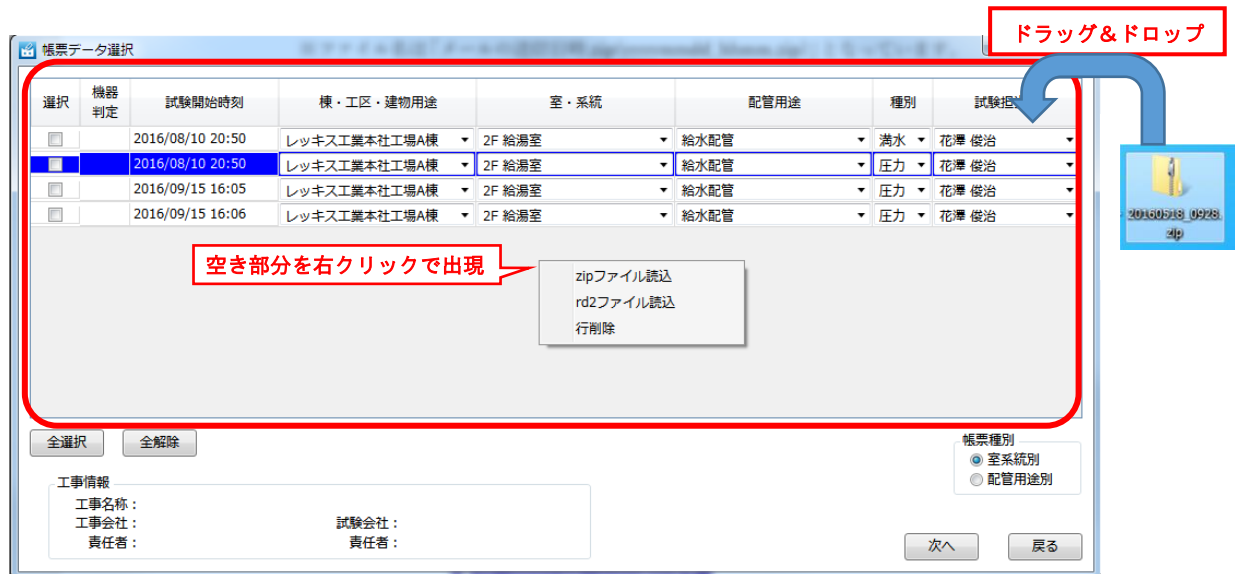 ドラッグ&ドロップ
帳票データ選択
選択 機器判定 試験開始時刻 棟・工区・建物用途 室・系統 配管用途 種別 試験担
2016/08/10 20:50 レッキス工業本社工場A棟 2F 給湯室 給水配管 満水 花澤 俊治
2016/08/10 20:50 レッキス工業本社工場A棟 2F 給湯室 給水配管 圧力 花澤 俊治
2016/09/15 16:05 レッキス工業本社工場A棟 2F 給湯室 給水配管 圧力 花澤 俊治
2016/09/15 16:06 レッキス工業本社工場A棟 2F 給湯室 給水配管 圧力 花澤 俊治
20160518_0928.
zip
空き部分を右クリックで出現
zipファイル読込
rd2ファイル読込
行削除
全選択 全解除
帳票種別
室系統別
配管用途別
工事情報
工事名称：
工事会社： 試験会社：
責任者： 責任者：
次へ 戻る